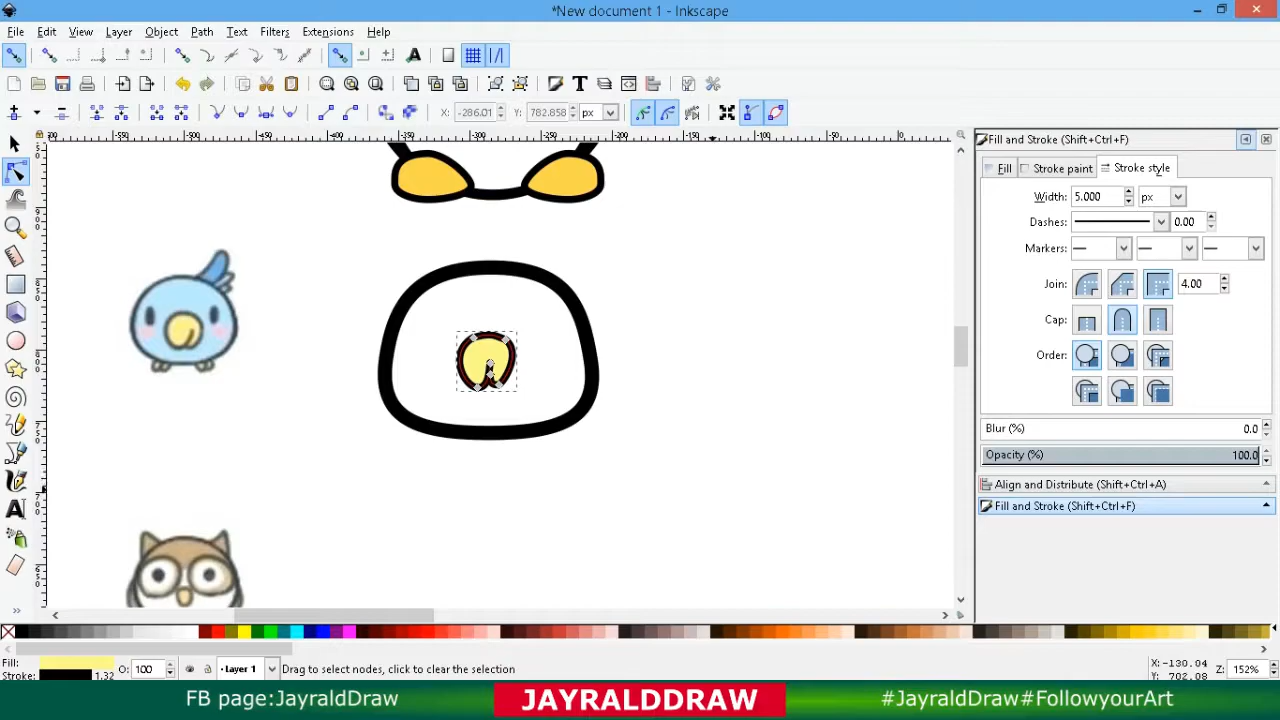 *New document 1 - Inkscape
File Edit View Layer Object Path Text Filters Extensions Help
X: -286.01 Y: 782.858 px
Fill and Stroke (Shift+Ctrl+F)
Fill Stroke paint Stroke style
Width: 5.000 px
Dashes: 0.00
Markers:
Join: 4.00
Cap:
Order:
Blur (%) 0.0
Opacity (%) 100.0
Align and Distribute (Shift+Ctrl+A)
Fill and Stroke (Shift+Ctrl+F)
Fill:
Stroke: 1.32 O: 100 Layer 1 Drag to select nodes, click to clear the selection
X: -130.04
Y: 702.08 Z: 152%
FB page:JayraldDraw JAYRALDDRAW #JayraldDraw#FollowyourArt